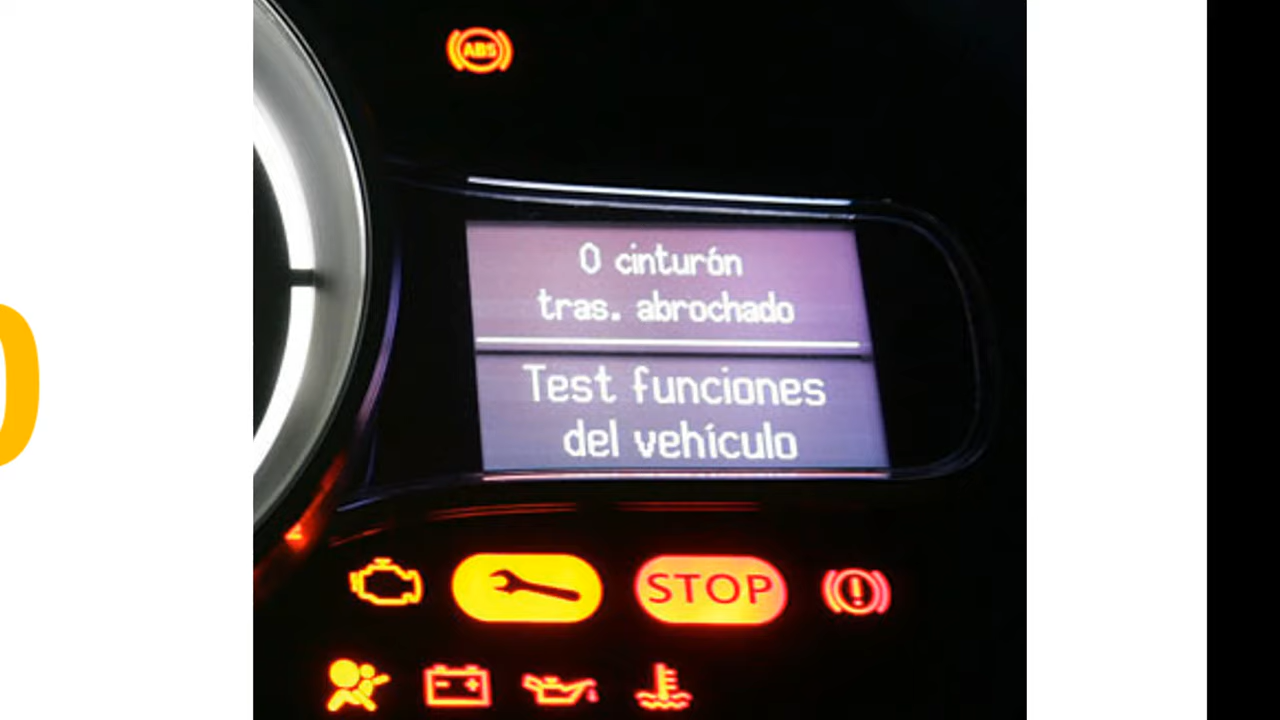 ABS
0 cinturón
tras. abrochado
Test funciones
del vehículo
STOP